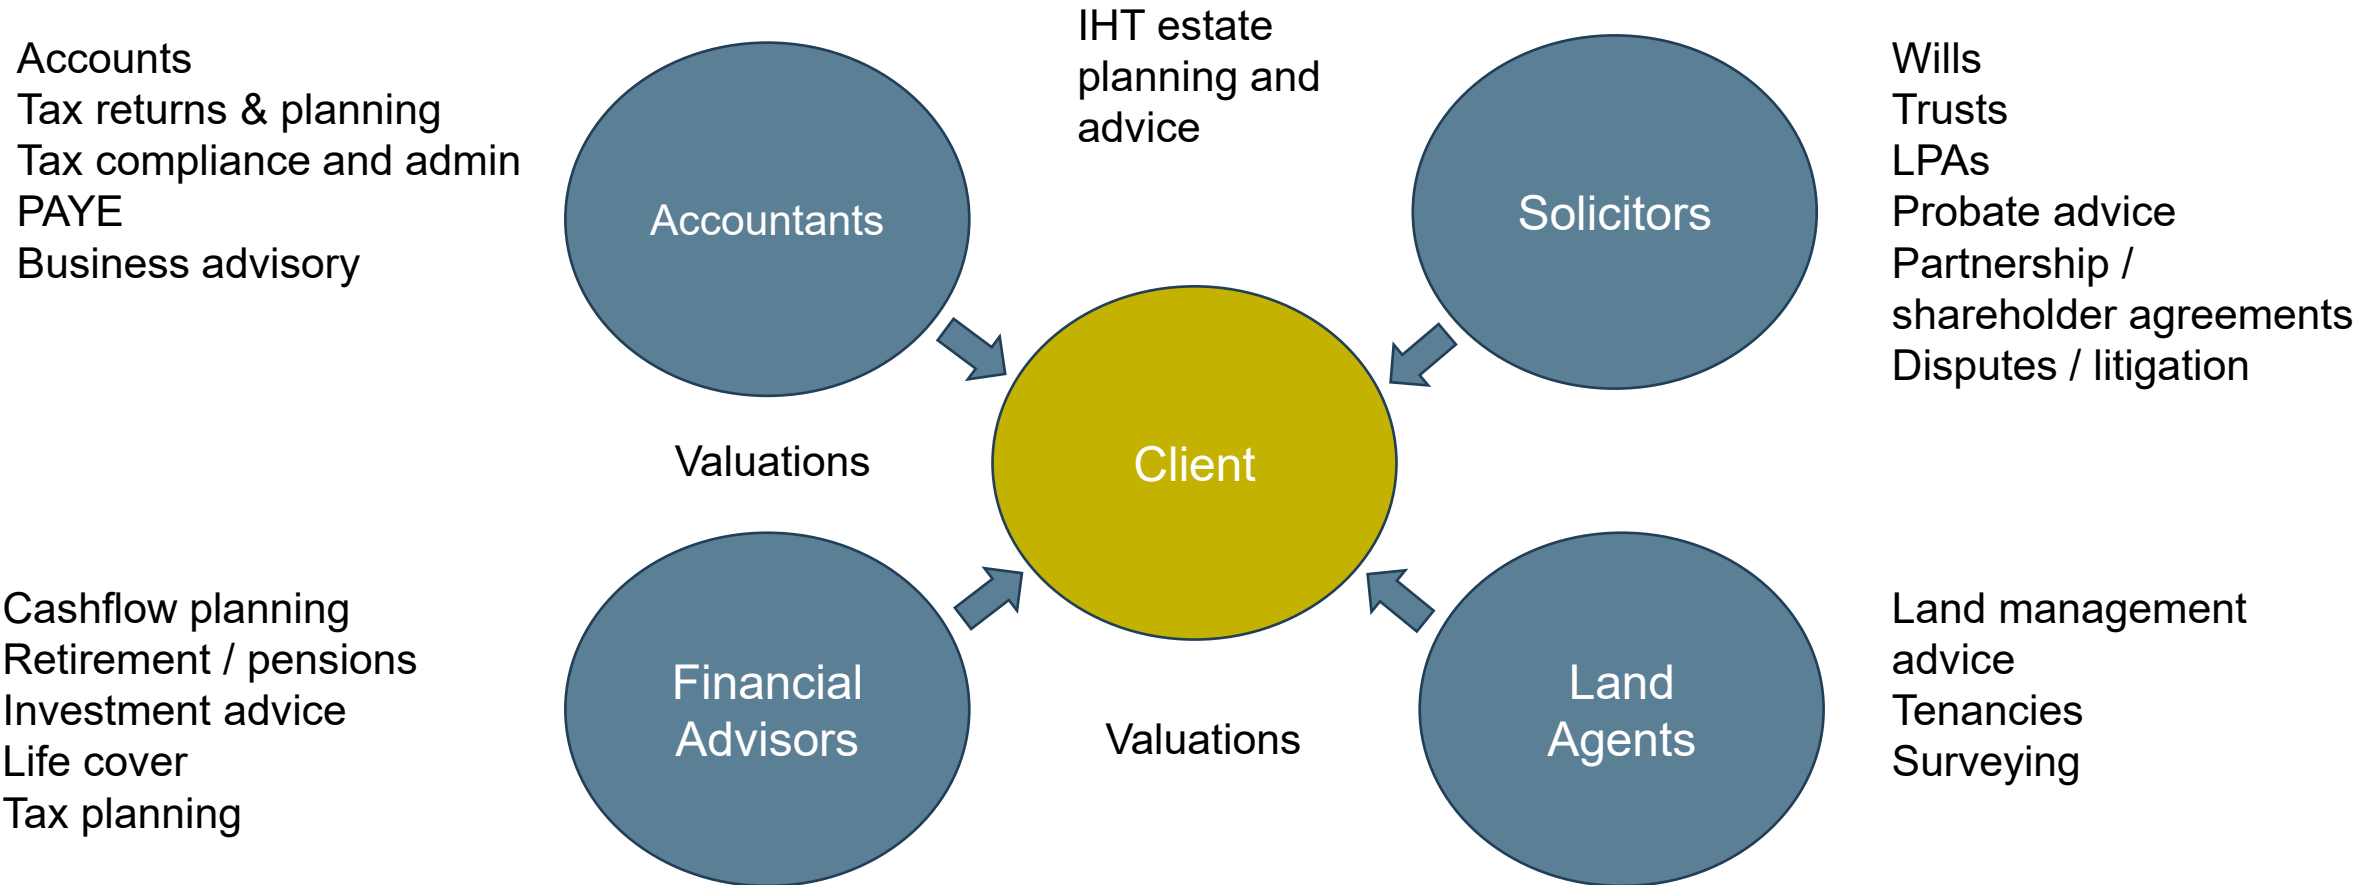 Accounts
Tax returns & planning
Tax compliance and admin
PAYE
Business advisory
Accountants
IHT estate
planning and
advice
Solicitors
Wills
Trusts
LPAs
Probate advice
Partnership /
shareholder agreements
Disputes / litigation
Valuations
Client
Cashflow planning
Retirement / pensions
Investment advice
Life cover
Tax planning
Financial
Advisors
Valuations
Land
Agents
Land management
advice
Tenancies
Surveying